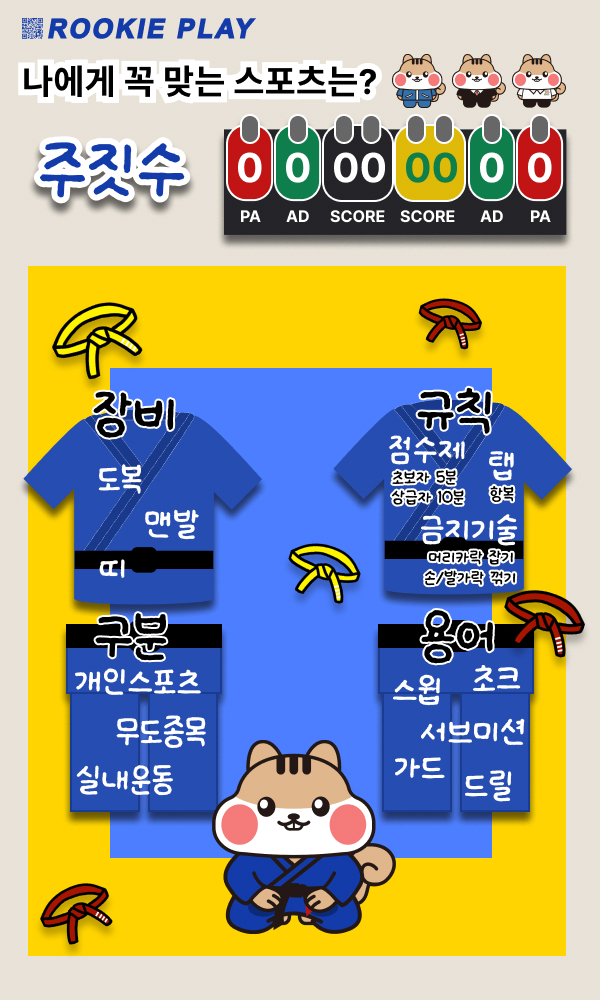 ROOKIE PLAY
나에게 꼭 맞는 스포츠는?
주짓수
0 0 00 00 0 0
PA AD SCORE SCORE AD PA
장비
도복
맨발
띠
규칙
점수제
초보자 5분
상급자 10분
탭
항복
금지기술
머리카락 잡기
손/발가락 꺾기
구분
개인스포츠
무도종목
실내운동
용어
스윕
초크
서브미션
가드
드릴